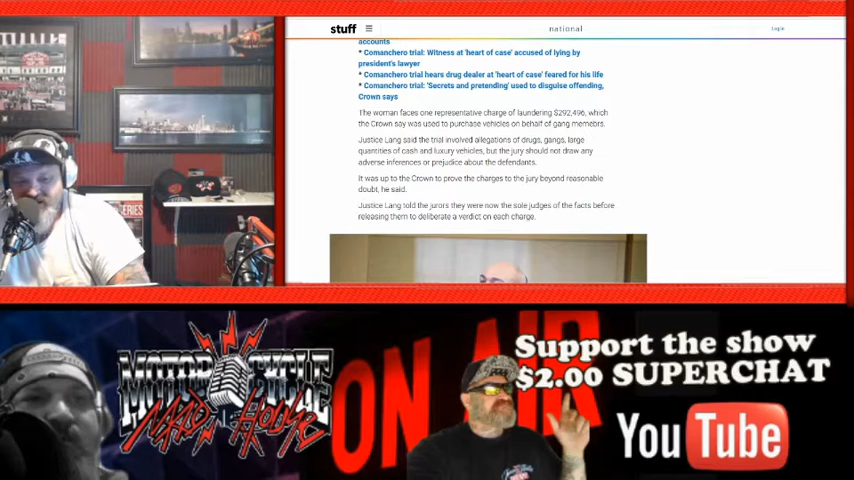 stuff
national
Login
accounts
* Comanchero trial: Witness at 'heart of case' accused of lying by
president's lawyer
* Comanchero trial hears drug dealer at 'heart of case' feared for his life
* Comanchero trial: 'Secrets and pretending' used to disguise offending,
Crown says
The woman faces one representative charge of laundering $292,496, which
the Crown say was used to purchase vehicles on behalf of gang memebrs.
Justice Lang said the trial involved allegations of drugs, gangs, large
quantities of cash and luxury vehicles, but the jury should not draw any
adverse inferences or prejudice about the defendants.
It was up to the Crown to prove the charges to the jury beyond reasonable
doubt, he said.
Justice Lang told the jurors they were now the sole judges of the facts before
releasing them to deliberate a verdict on each charge.
MOTORCYCLE
MAD House
ON AIR
Support the show
$2.00 SUPERCHAT
YouTube